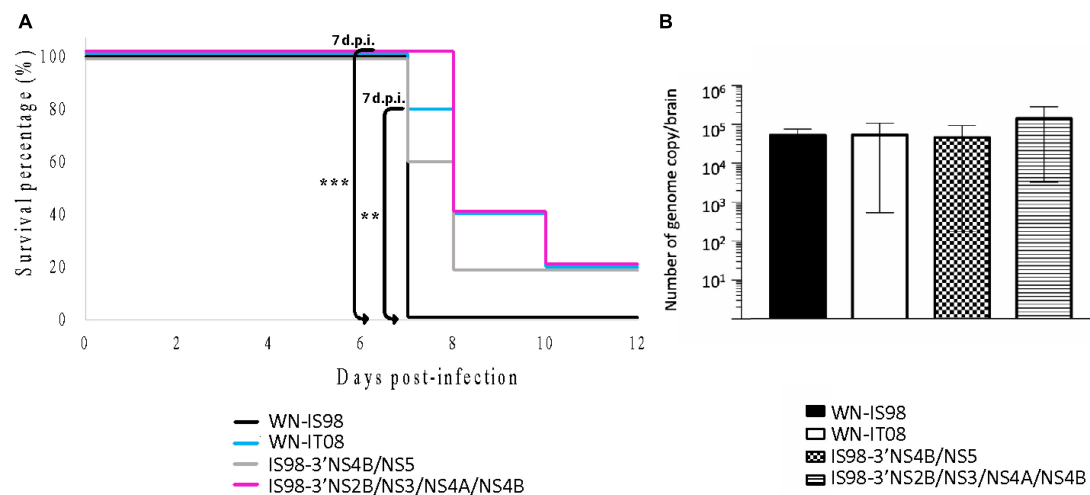 A
B
Survival percentage (%)
100
80
60
40
20
0
7 d.p.i.
7 d.p.i.
***
**
0
2
4
6
8
10
12
Days post-infection
WN-IS98
WN-IT08
IS98-3'NS4B/NS5
IS98-3'NS2B/NS3/NS4A/NS4B
Number of genome copy/brain
10⁶
10⁵
10⁴
10³
10²
10¹
WN-IS98
WN-IT08
IS98-3'NS4B/NS5
IS98-3'NS2B/NS3/NS4A/NS4B